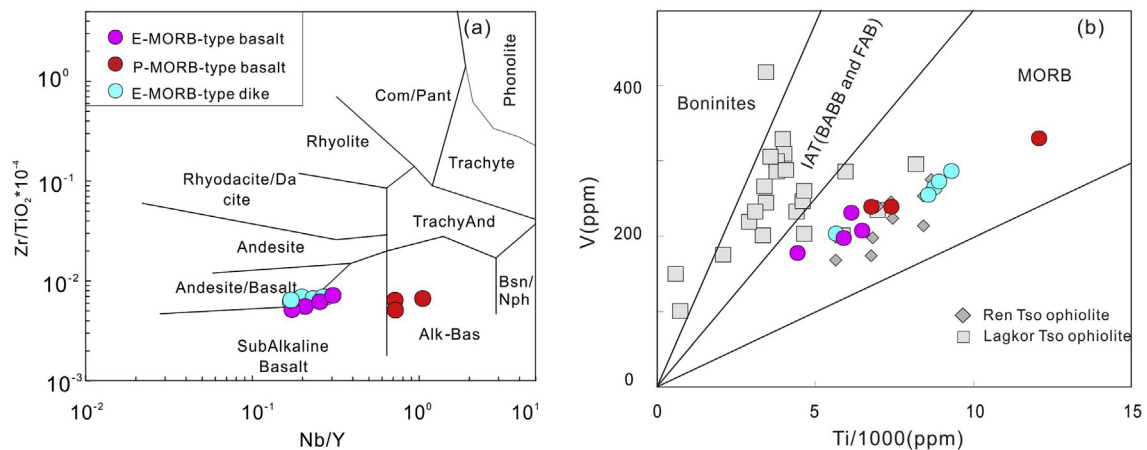 (a)
E-MORB-type basalt
P-MORB-type basalt
E-MORB-type dike
Com/Pant
Phonolite
Rhyolite
Trachyte
Rhyodacite/Da
cite
TrachyAnd
Andesite
Andesite/Basalt
Bsn/
Nph
SubAlkaline
Basalt
Alk-Bas
Zr/TiO₂*10⁻⁴
10⁰
10⁻¹
10⁻²
10⁻³
10⁻²
10⁻¹
10⁰
10¹
Nb/Y
(b)
Boninites
IAT(BABB and FAB)
MORB
Ren Tso ophiolite
Lagkor Tso ophiolite
V(ppm)
400
200
0
0
5
10
15
Ti/1000(ppm)